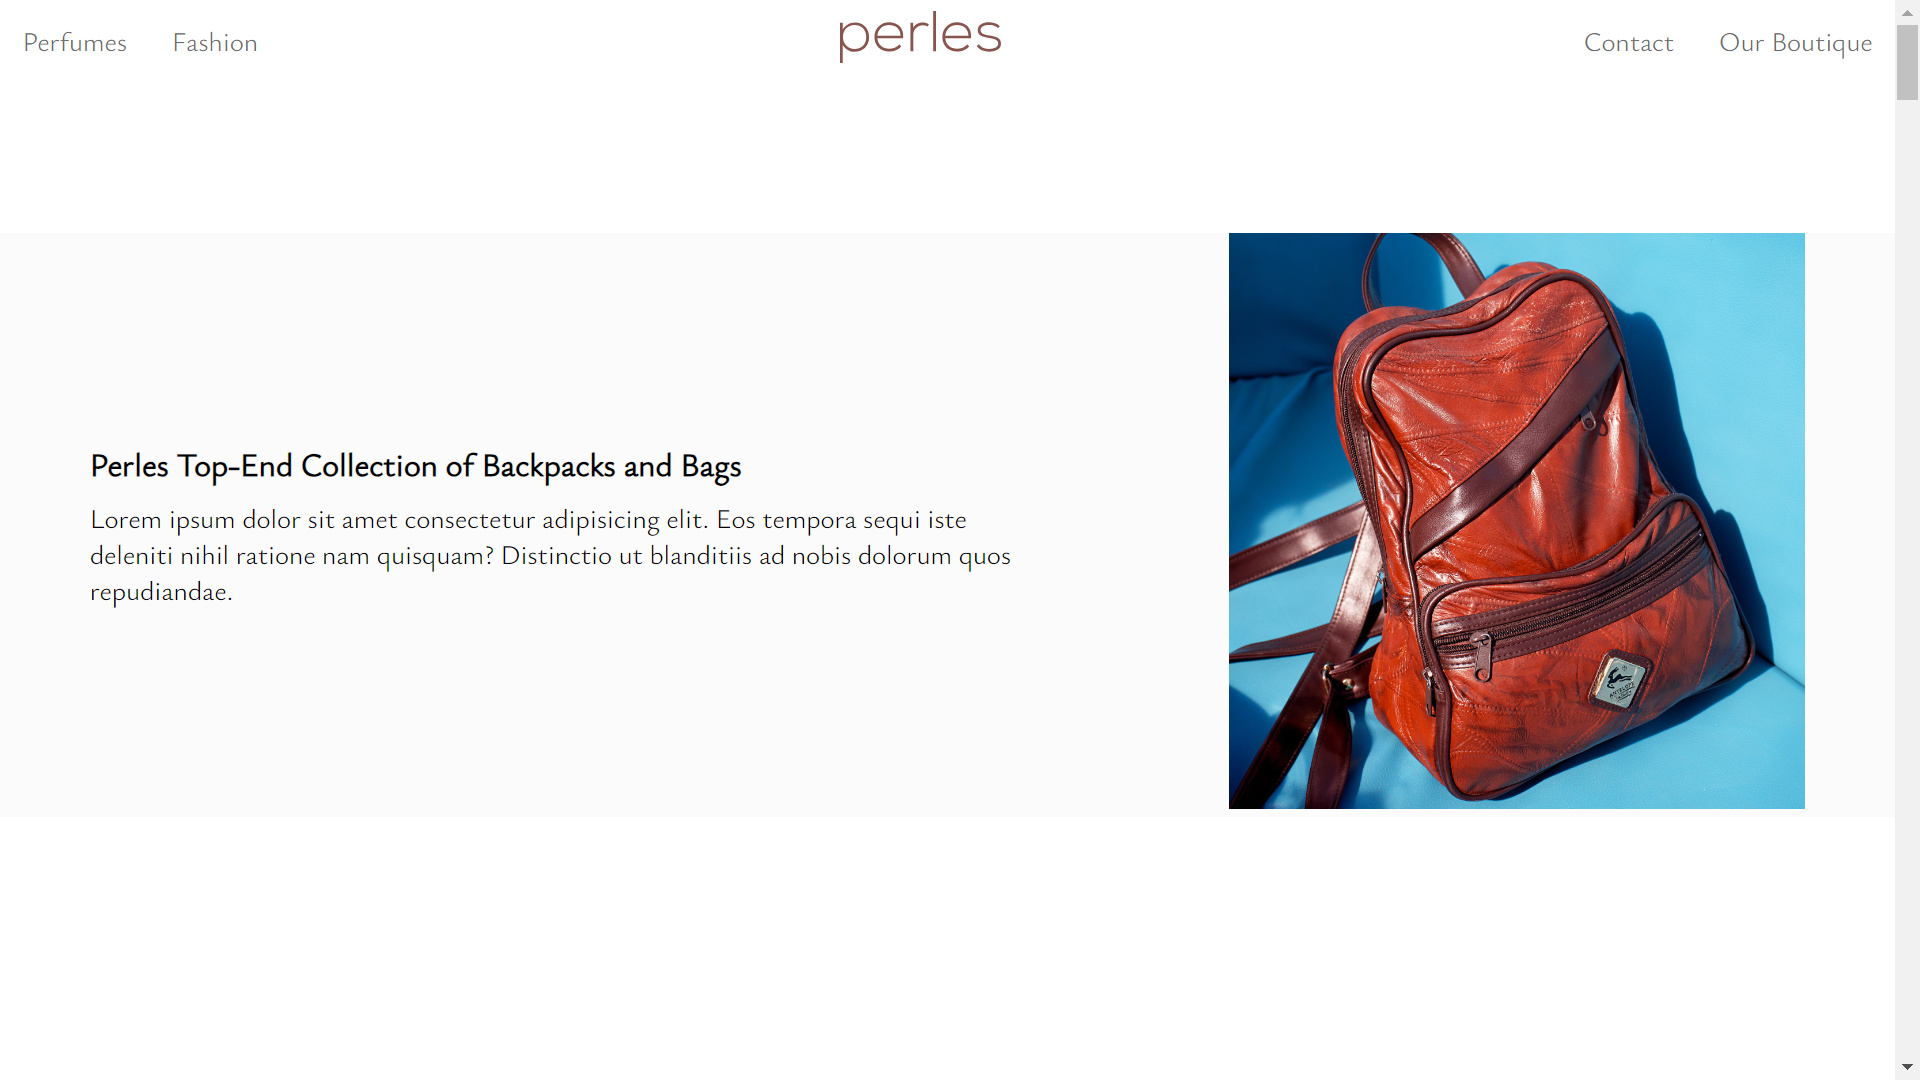 Perfumes Fashion perles Contact Our Boutique
Perles Top-End Collection of Backpacks and Bags
Lorem ipsum dolor sit amet consectetur adipisicing elit. Eos tempora sequi iste
deleniti nihil ratione nam quisquam? Distinctio ut blanditiis ad nobis dolorum quos
repudiandae.